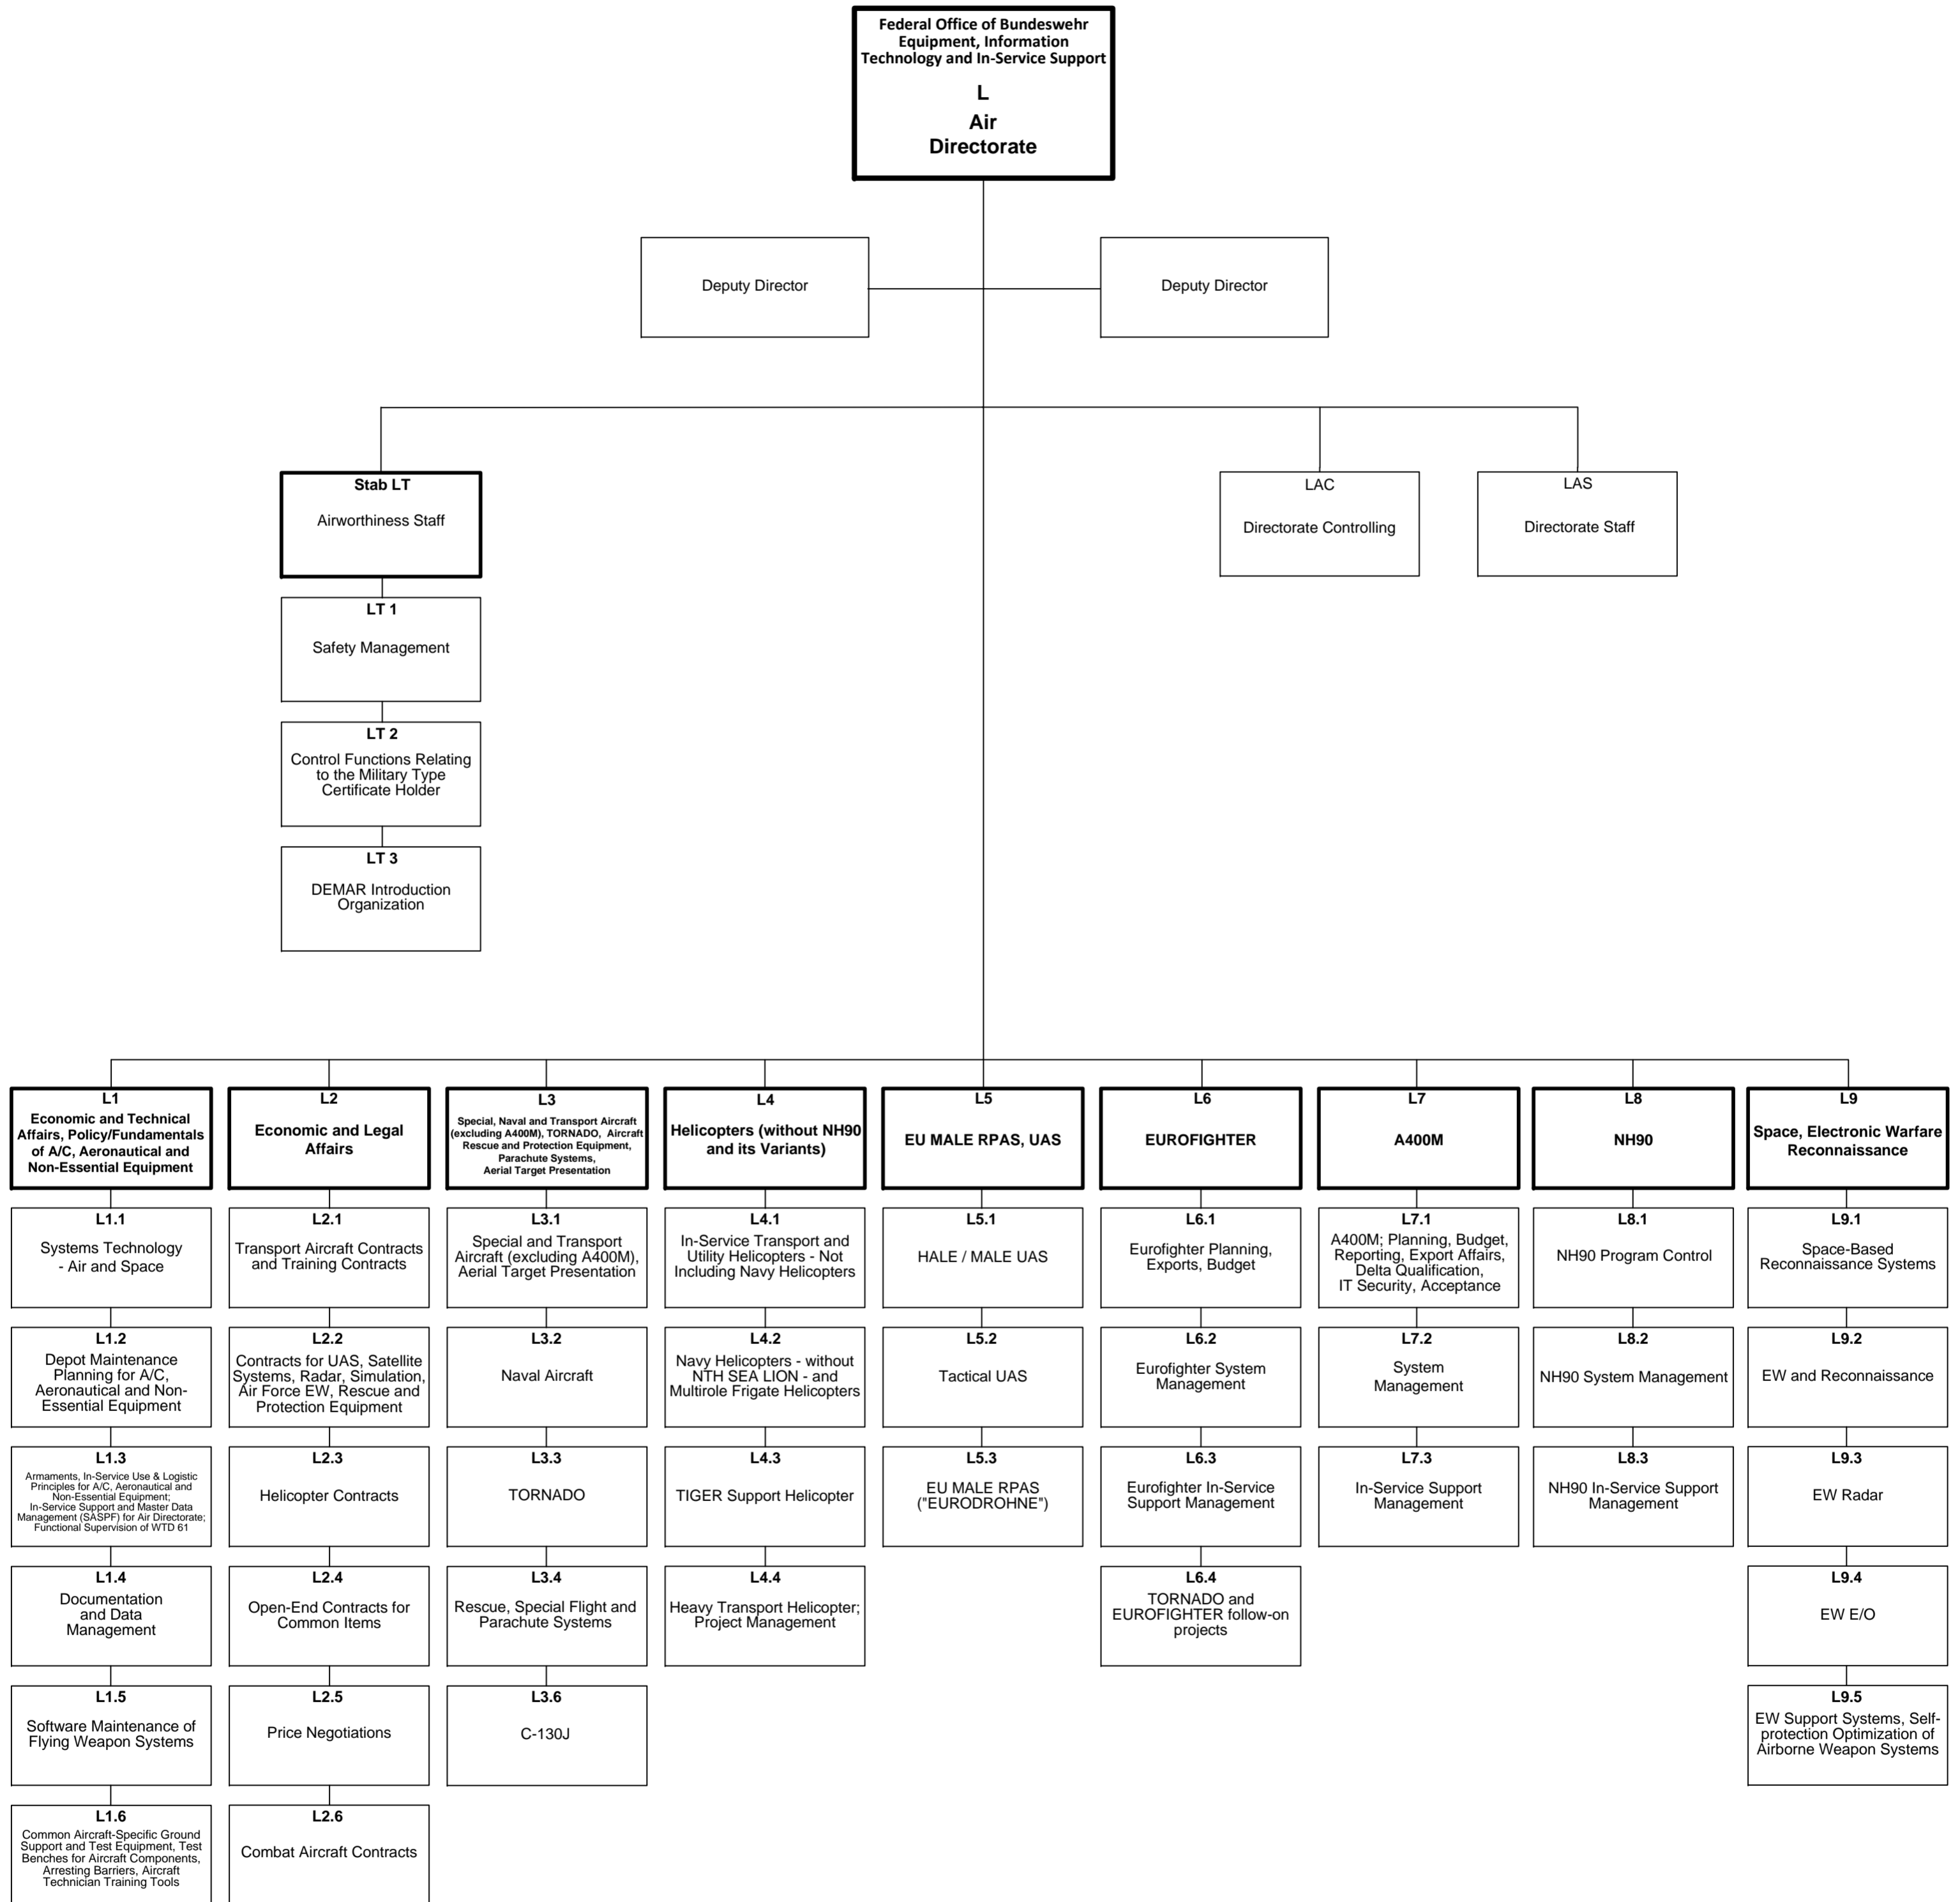 Federal Office of Bundeswehr
Equipment, Information
Technology and In-Service Support
L
Air
Directorate
Deputy Director
Deputy Director
Stab LT
Airworthiness Staff
LAC
Directorate Controlling
LAS
Directorate Staff
LT 1
Safety Management
LT 2
Control Functions Relating
to the Military Type
Certificate Holder
LT 3
DEMAR Introduction
Organization
L1
Economic and Technical
Affairs, Policy/Fundamentals
of A/C, Aeronautical and
Non-Essential Equipment
L1.1
Systems Technology
- Air and Space
L1.2
Depot Maintenance
Planning for A/C,
Aeronautical and Non-
Essential Equipment
L1.3
Armaments, In-Service Use & Logistic
Principles for A/C, Aeronautical and
Non-Essential Equipment;
In-Service Support and Master Data
Management (SASPF) for Air Directorate;
Functional Supervision of WTD 61
L1.4
Documentation
and Data
Management
L1.5
Software Maintenance of
Flying Weapon Systems
L1.6
Common Aircraft-Specific Ground
Support and Test Equipment, Test
Benches for Aircraft Components,
Arresting Barriers, Aircraft
Technician Training Tools
L2
Economic and Legal
Affairs
L2.1
Transport Aircraft Contracts
and Training Contracts
L2.2
Contracts for UAS, Satellite
Systems, Radar, Simulation,
Air Force EW, Rescue and
Protection Equipment
L2.3
Helicopter Contracts
L2.4
Open-End Contracts for
Common Items
L2.5
Price Negotiations
L2.6
Combat Aircraft Contracts
L3
Special, Naval and Transport Aircraft
(excluding A400M), TORNADO, Aircraft
Rescue and Protection Equipment,
Parachute Systems,
Aerial Target Presentation
L3.1
Special and Transport
Aircraft (excluding A400M),
Aerial Target Presentation
L3.2
Naval Aircraft
L3.3
TORNADO
L3.4
Rescue, Special Flight and
Parachute Systems
L3.6
C-130J
L4
Helicopters (without NH90
and its Variants)
L4.1
In-Service Transport and
Utility Helicopters - Not
Including Navy Helicopters
L4.2
Navy Helicopters - without
NTH SEA LION - and
Multirole Frigate Helicopters
L4.3
TIGER Support Helicopter
L4.4
Heavy Transport Helicopter;
Project Management
L5
EU MALE RPAS, UAS
L5.1
HALE / MALE UAS
L5.2
Tactical UAS
L5.3
EU MALE RPAS
("EURODROHNE")
L6
EUROFIGHTER
L6.1
Eurofighter Planning,
Exports, Budget
L6.2
Eurofighter System
Management
L6.3
Eurofighter In-Service
Support Management
L6.4
TORNADO and
EUROFIGHTER follow-on
projects
L7
A400M
L7.1
A400M; Planning, Budget,
Reporting, Export Affairs,
Delta Qualification,
IT Security, Acceptance
L7.2
System
Management
L7.3
In-Service Support
Management
L8
NH90
L8.1
NH90 Program Control
L8.2
NH90 System Management
L8.3
NH90 In-Service Support
Management
L9
Space, Electronic Warfare
Reconnaissance
L9.1
Space-Based
Reconnaissance Systems
L9.2
EW and Reconnaissance
L9.3
EW Radar
L9.4
EW E/O
L9.5
EW Support Systems, Self-
protection Optimization of
Airborne Weapon Systems